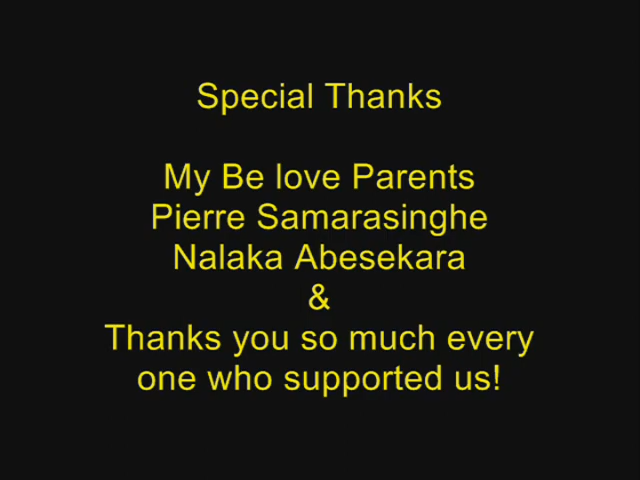 Special Thanks
My Be love Parents
Pierre Samarasinghe
Nalaka Abesekara
&
Thanks you so much every
one who supported us!